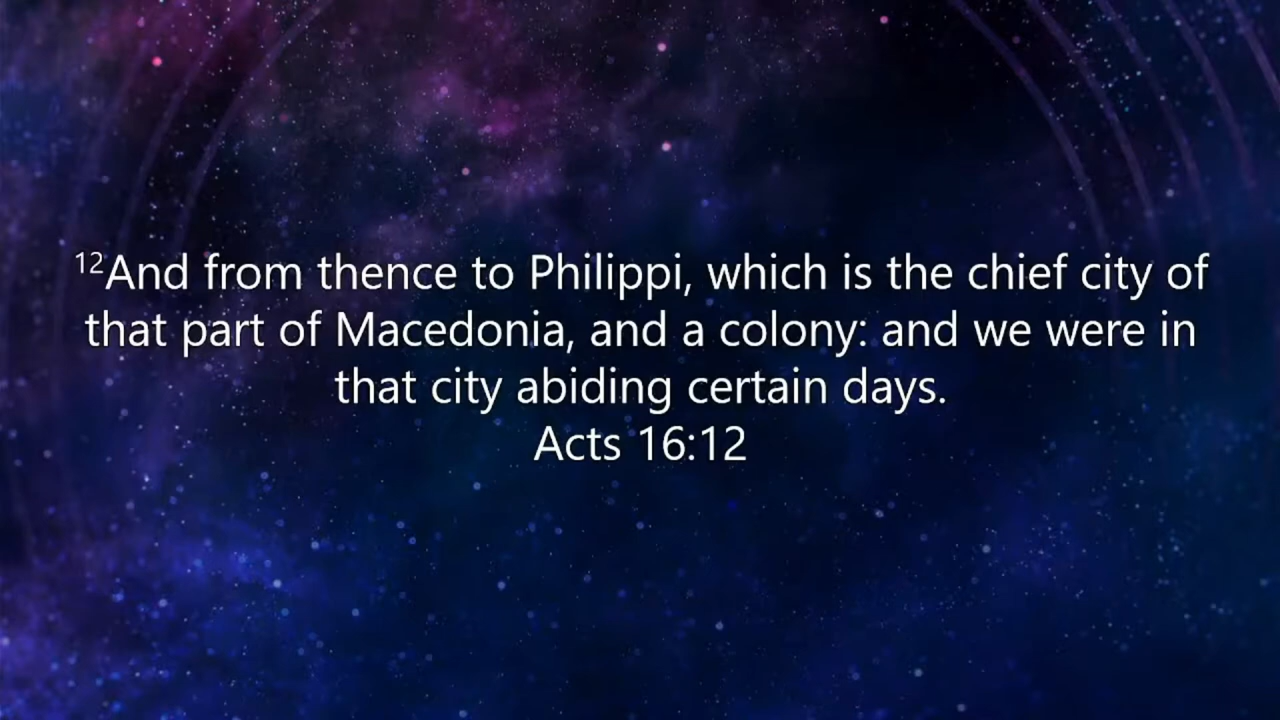 ¹²And from thence to Philippi, which is the chief city of
that part of Macedonia, and a colony: and we were in
that city abiding certain days.
Acts 16:12